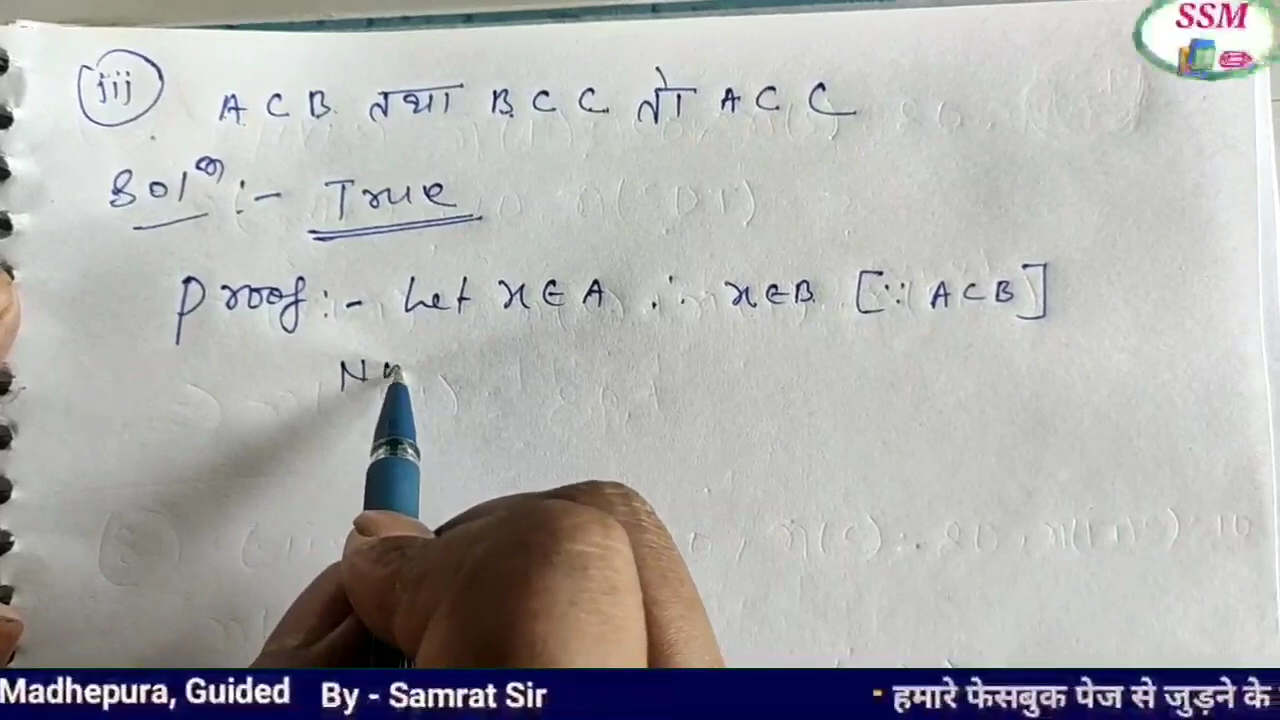 SSM
iii A ⊂ B तथा B ⊂ C तो A ⊂ C
Solⁿ :- True
Proof :- Let x ∈ A ∴ x ∈ B [∵ A ⊂ B]
Madhepura, Guided By - Samrat Sir - हमारे फेसबुक पेज से जुड़ने के